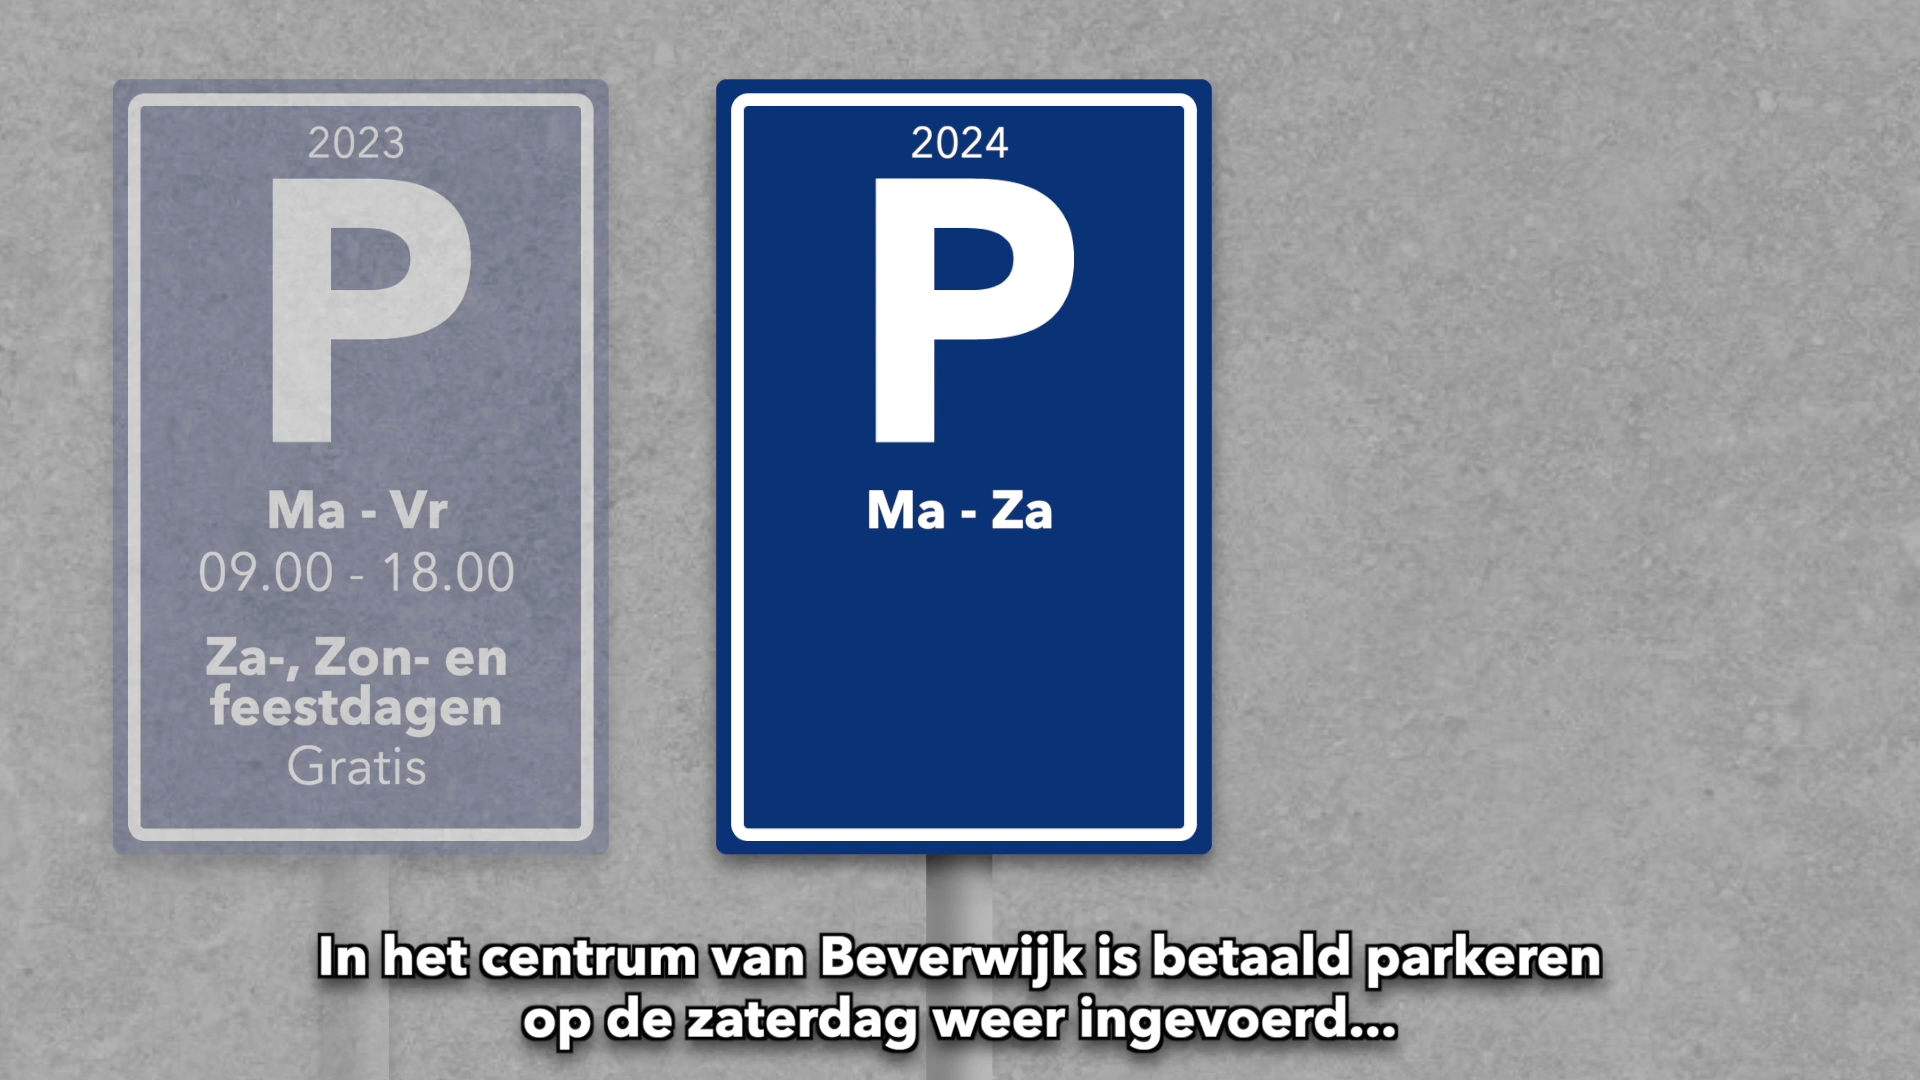 2023
P
Ma - Vr
09.00 - 18.00
Za-, Zon- en
feestdagen
Gratis
2024
P
Ma - Za
In het centrum van Beverwijk is betaald parkeren
op de zaterdag weer ingevoerd...